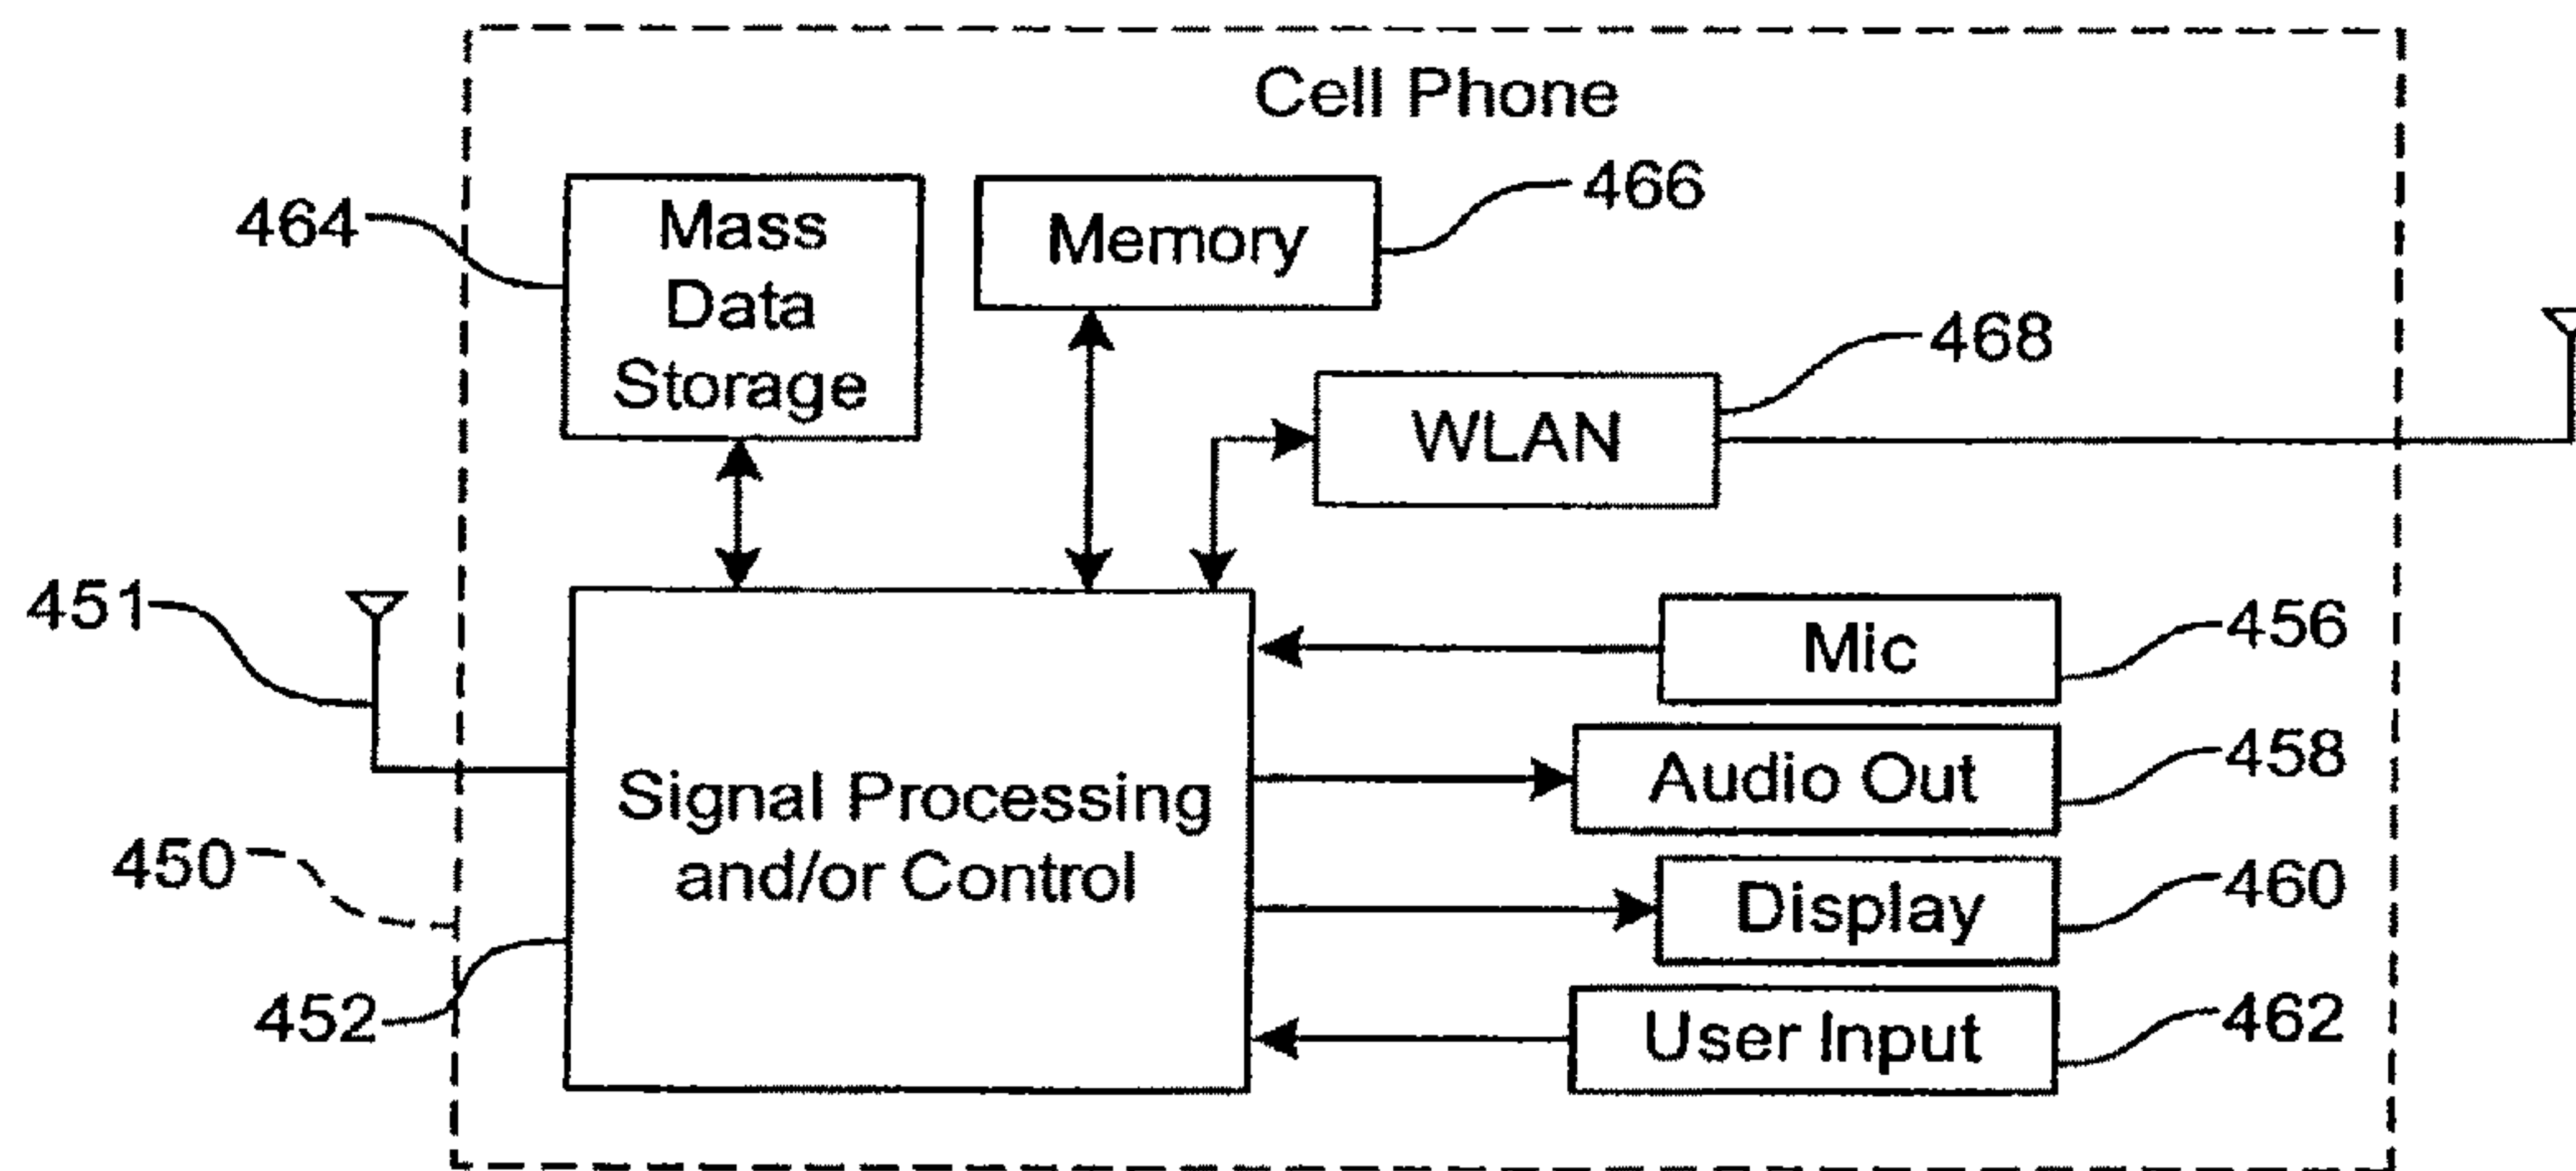 Cell Phone
464
Mass
Data
Storage
Memory
466
WLAN
468
451
Signal Processing
and/or Control
Mic
456
Audio Out
458
450
Display
460
452
User Input
462